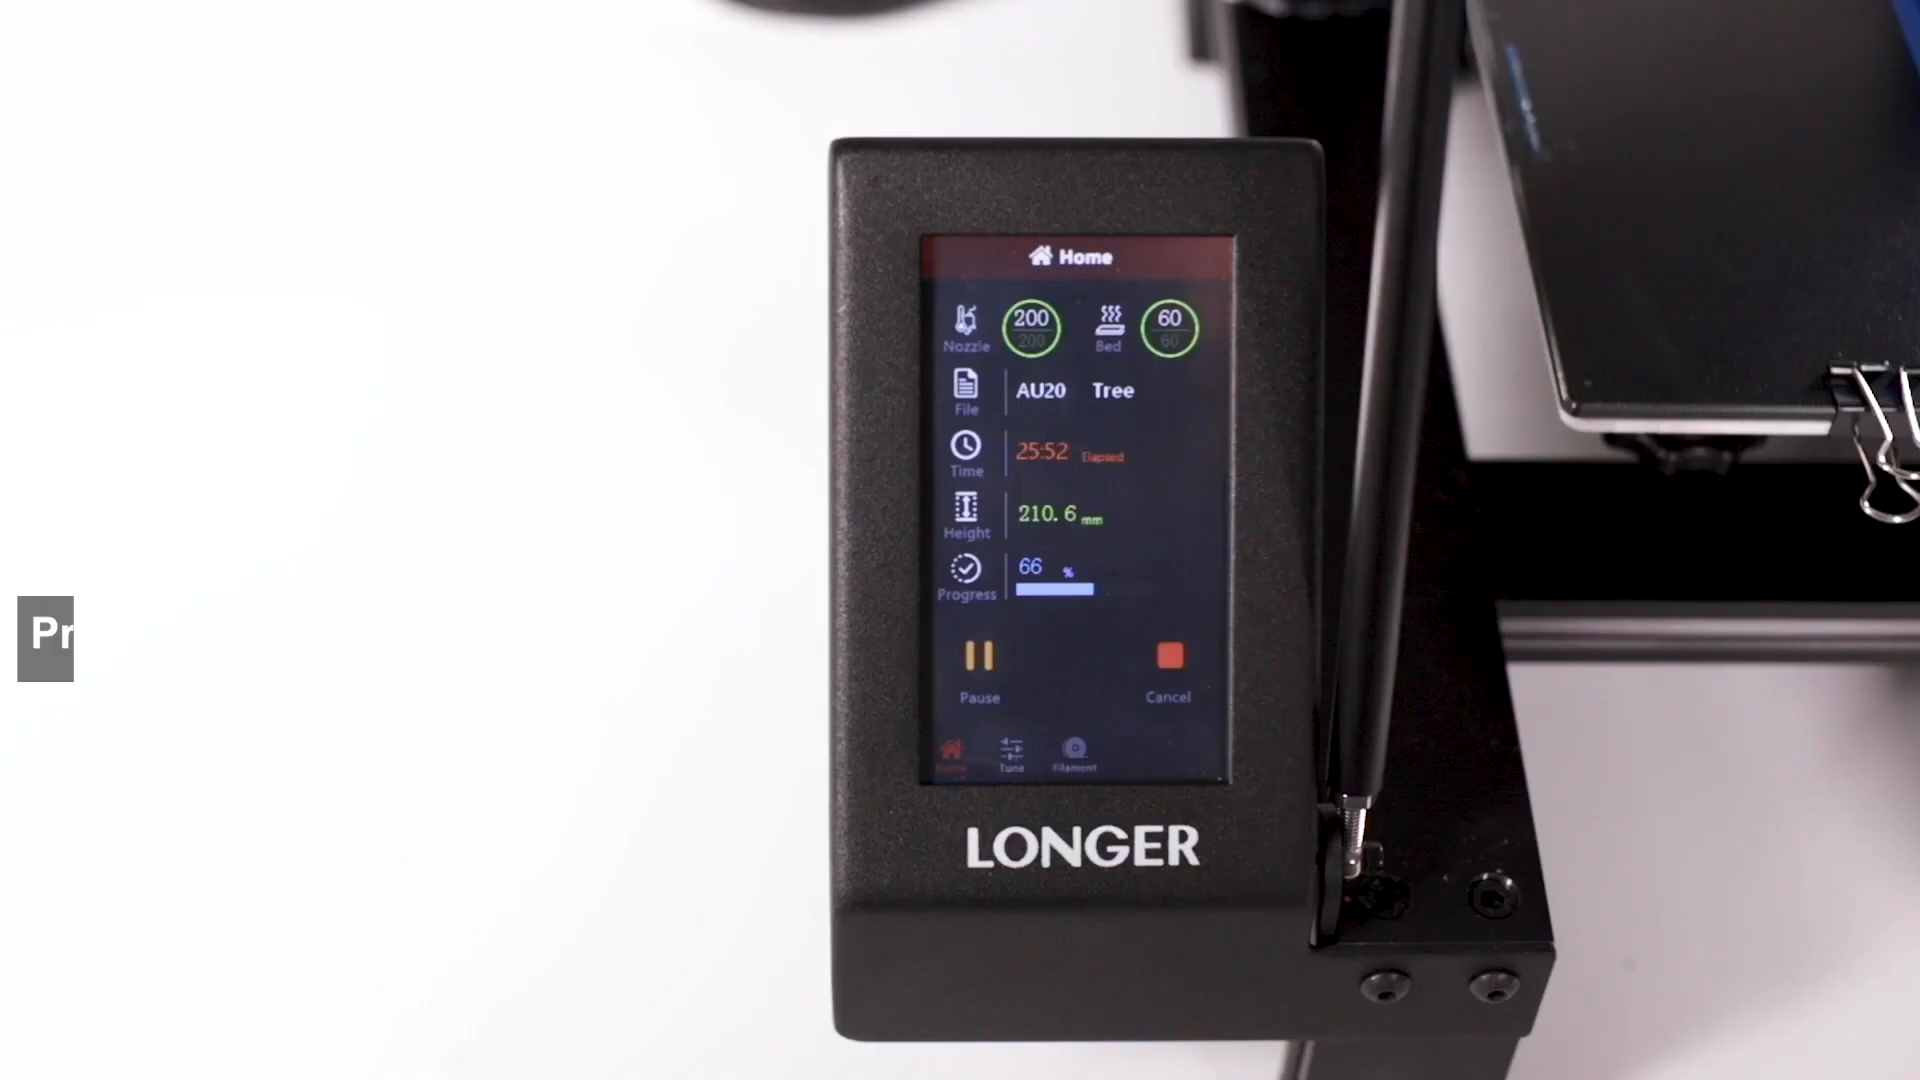 Home
200
200
60
60
Nozzle
Bed
File
AU20 Tree
Time
25:52 Elapsed
Height
210.6 mm
Progress
66 %
Pause
Cancel
Home
Tune
Filament
LONGER
Pr